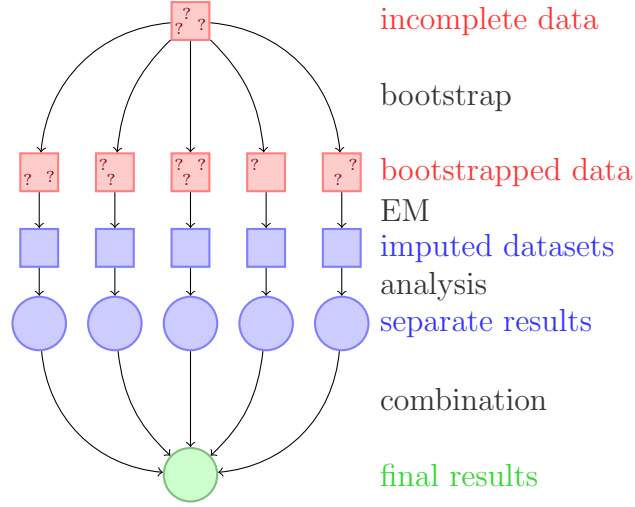 ? ? ? incomplete data
bootstrap
? ? ? ? ? ? ? ? ? ? bootstrapped data
EM
imputed datasets
analysis
separate results
combination
final results